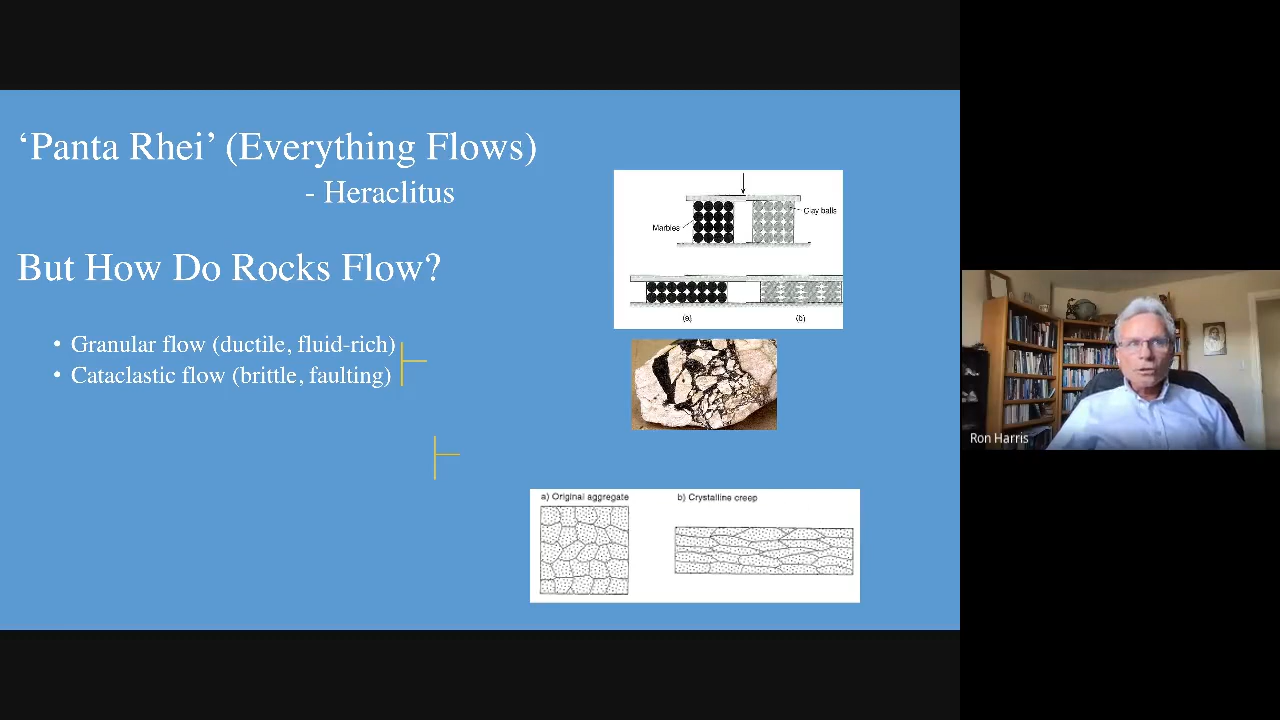 ‘Panta Rhei’ (Everything Flows)
- Heraclitus
But How Do Rocks Flow?
• Granular flow (ductile, fluid-rich)
• Cataclastic flow (brittle, faulting)
Marbles
Clay balls
(a)
(b)
a) Original aggregate
b) Crystalline creep
Ron Harris